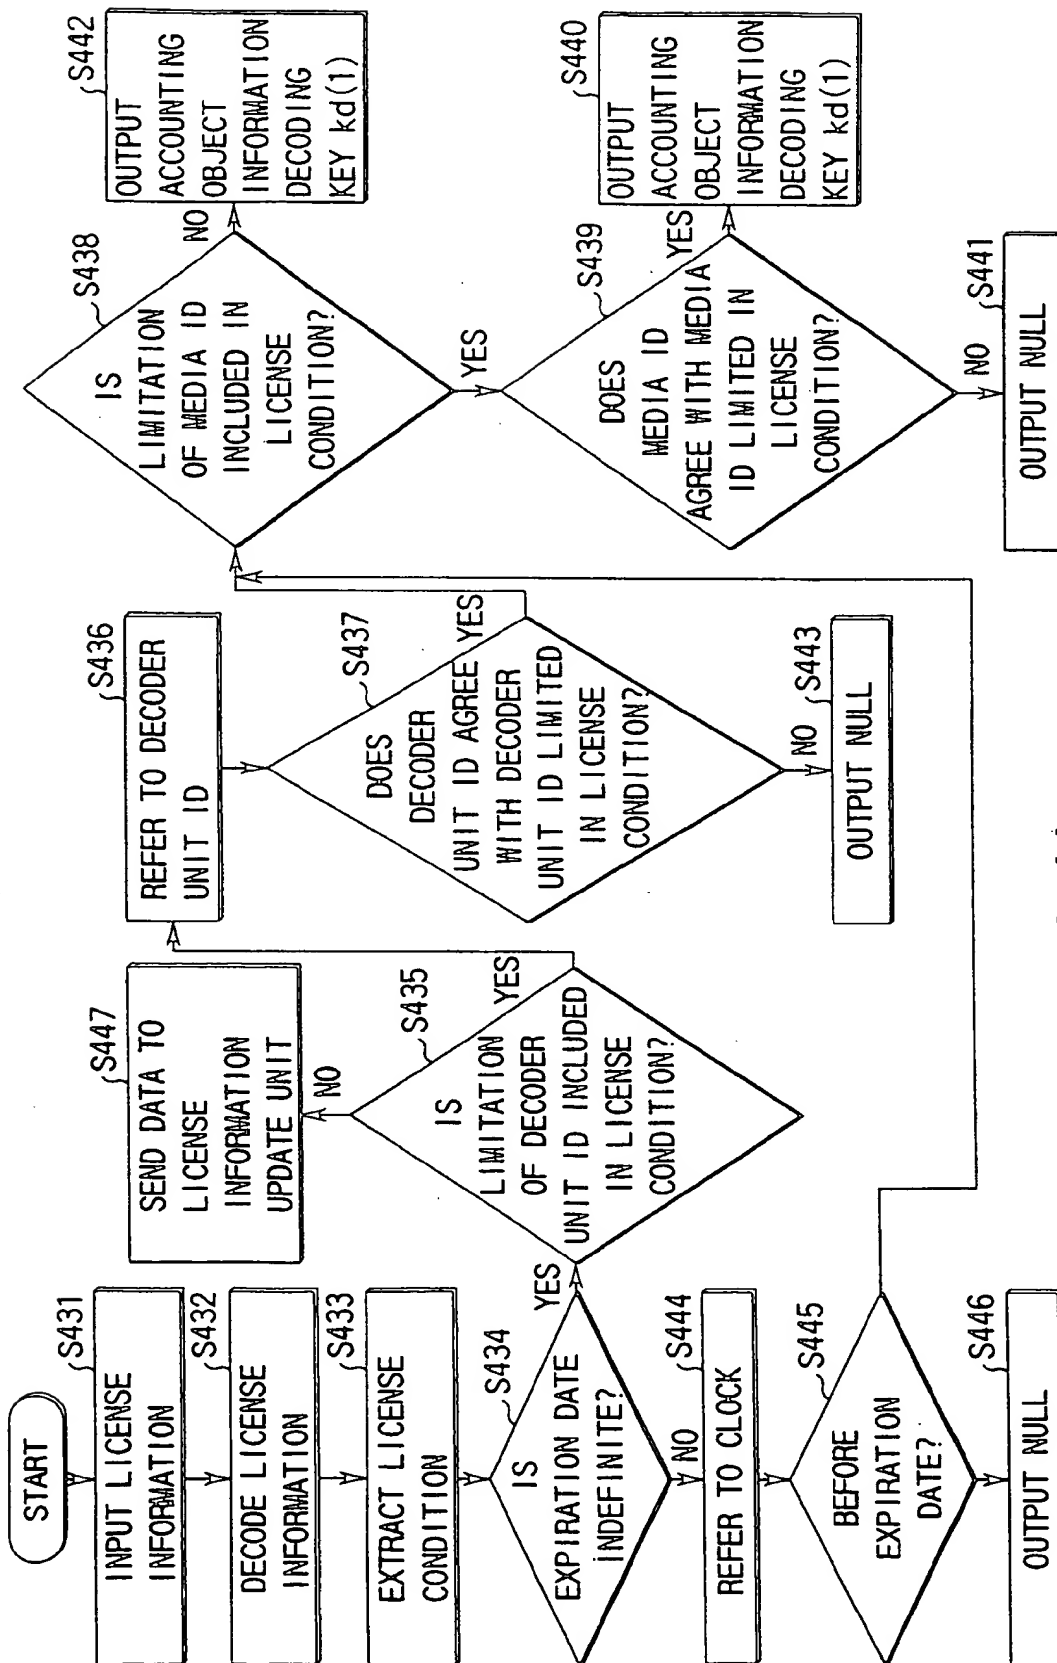 START
S431
INPUT LICENSE
INFORMATION
S432
DECODE LICENSE
INFORMATION
S433
EXTRACT LICENSE
CONDITION
S434
IS
EXPIRATION DATE
INDEFINITE?
YES
NO
S444
REFER TO CLOCK
S445
BEFORE
EXPIRATION
DATE?
S446
OUTPUT NULL
S447
SEND DATA TO
LICENSE
INFORMATION
UPDATE UNIT
NO
S435
IS
LIMITATION
OF DECODER
UNIT ID INCLUDED
IN LICENSE
CONDITION?
YES
S436
REFER TO DECODER
UNIT ID
S437
DOES
DECODER
UNIT ID AGREE
WITH DECODER
UNIT ID LIMITED
IN LICENSE
CONDITION?
YES
NO
S443
OUTPUT NULL
S438
IS
LIMITATION
OF MEDIA ID
INCLUDED IN
LICENSE
CONDITION?
NO
YES
S442
OUTPUT
ACCOUNTING
OBJECT
INFORMATION
DECODING
KEY kd(1)
S439
DOES
MEDIA ID
AGREE WITH MEDIA
ID LIMITED IN
LICENSE
CONDITION?
YES
NO
S440
OUTPUT
ACCOUNTING
OBJECT
INFORMATION
DECODING
KEY kd(1)
S441
OUTPUT NULL